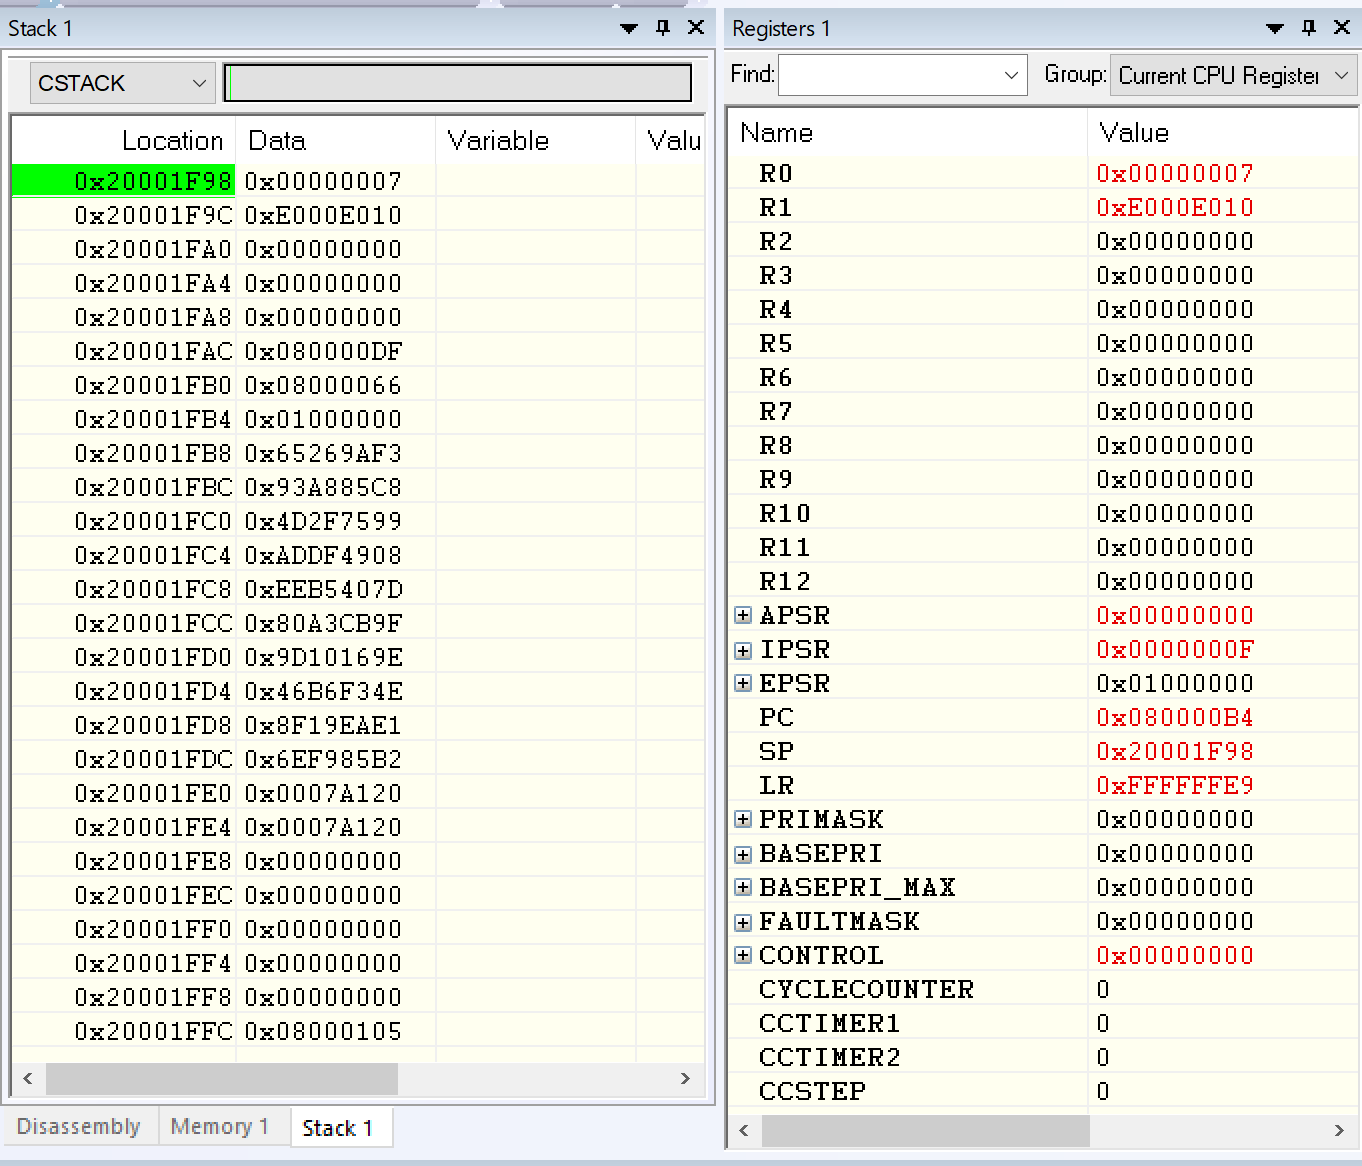 Stack 1
CSTACK
Location Data Variable Valu
0x20001F98 0x00000007
0x20001F9C 0xE000E010
0x20001FA0 0x00000000
0x20001FA4 0x00000000
0x20001FA8 0x00000000
0x20001FAC 0x080000DF
0x20001FB0 0x08000066
0x20001FB4 0x01000000
0x20001FB8 0x65269AF3
0x20001FBC 0x93A885C8
0x20001FC0 0x4D2F7599
0x20001FC4 0xADDF4908
0x20001FC8 0xEEB5407D
0x20001FCC 0x80A3CB9F
0x20001FD0 0x9D10169E
0x20001FD4 0x46B6F34E
0x20001FD8 0x8F19EAE1
0x20001FDC 0x6EF985B2
0x20001FE0 0x0007A120
0x20001FE4 0x0007A120
0x20001FE8 0x00000000
0x20001FEC 0x00000000
0x20001FF0 0x00000000
0x20001FF4 0x00000000
0x20001FF8 0x00000000
0x20001FFC 0x08000105
Disassembly Memory 1 Stack 1
Registers 1
Find: Group: Current CPU Register
Name Value
R0 0x00000007
R1 0xE000E010
R2 0x00000000
R3 0x00000000
R4 0x00000000
R5 0x00000000
R6 0x00000000
R7 0x00000000
R8 0x00000000
R9 0x00000000
R10 0x00000000
R11 0x00000000
R12 0x00000000
APSR 0x00000000
IPSR 0x0000000F
EPSR 0x01000000
PC 0x080000B4
SP 0x20001F98
LR 0xFFFFFFE9
PRIMASK 0x00000000
BASEPRI 0x00000000
BASEPRI_MAX 0x00000000
FAULTMASK 0x00000000
CONTROL 0x00000000
CYCLECOUNTER 0
CCTIMER1 0
CCTIMER2 0
CCSTEP 0